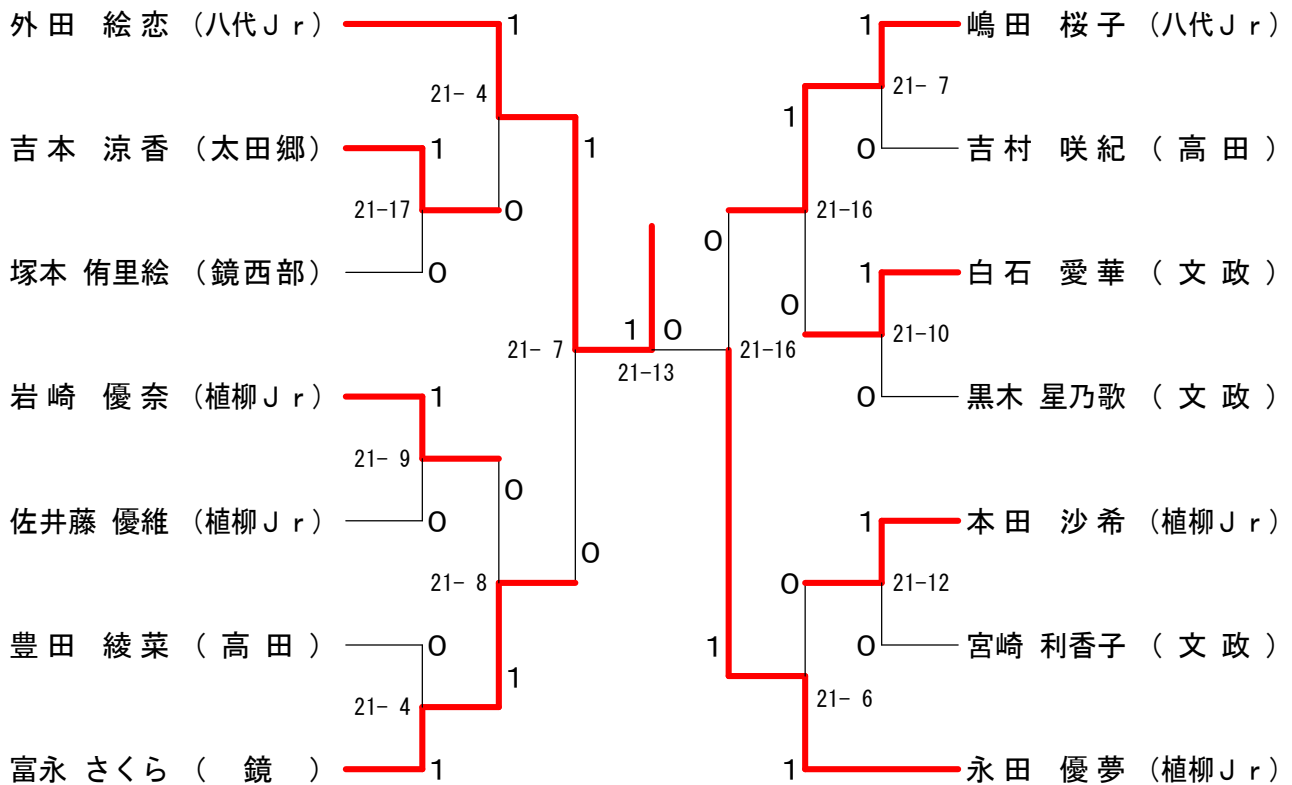 外田 絵恋 (八代Ｊｒ) 1 1 嶋田 桜子 (八代Ｊｒ)
21- 4 21- 7
1
吉本 涼香 (太田郷) 1 1 0 吉村 咲紀 ( 高田 )
21-17 0 21-16
0
塚本 侑里絵 (鏡西部) 0 1 白石 愛華 ( 文政 )
0
21- 7 1 0 21-16 21-10
21-13
岩崎 優奈 (植柳Ｊｒ) 1 0 黒木 星乃歌 ( 文政 )
21- 9
0
佐井藤 優維 (植柳Ｊｒ) 0 1 本田 沙希 (植柳Ｊｒ)
0
21- 8 0 21-12
豊田 綾菜 ( 高田 ) 0 1 0 宮崎 利香子 ( 文政 )
1
21- 4 21- 6
富永 さくら ( 鏡 ) 1 1 永田 優夢 (植柳Ｊｒ)